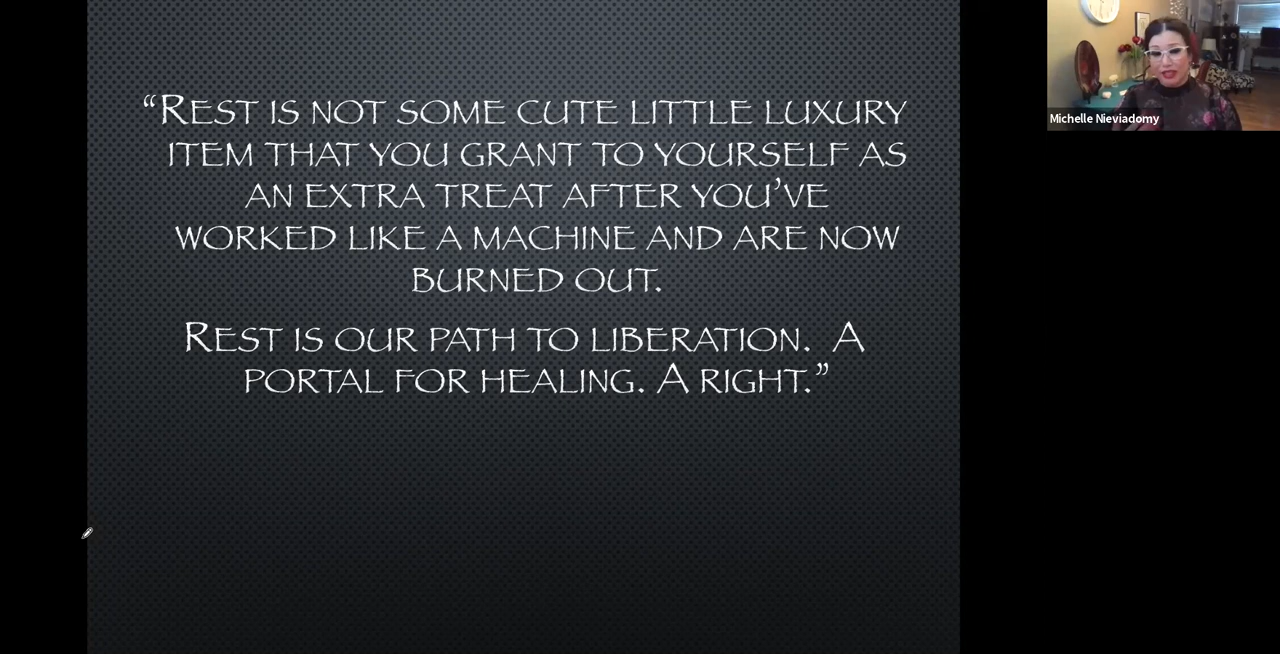 “Rest is not some cute little luxury
item that you grant to yourself as
an extra treat after you’ve
worked like a machine and are now
burned out.
Rest is our path to liberation.  A
portal for healing. A right.”
Michelle Nieviadomy